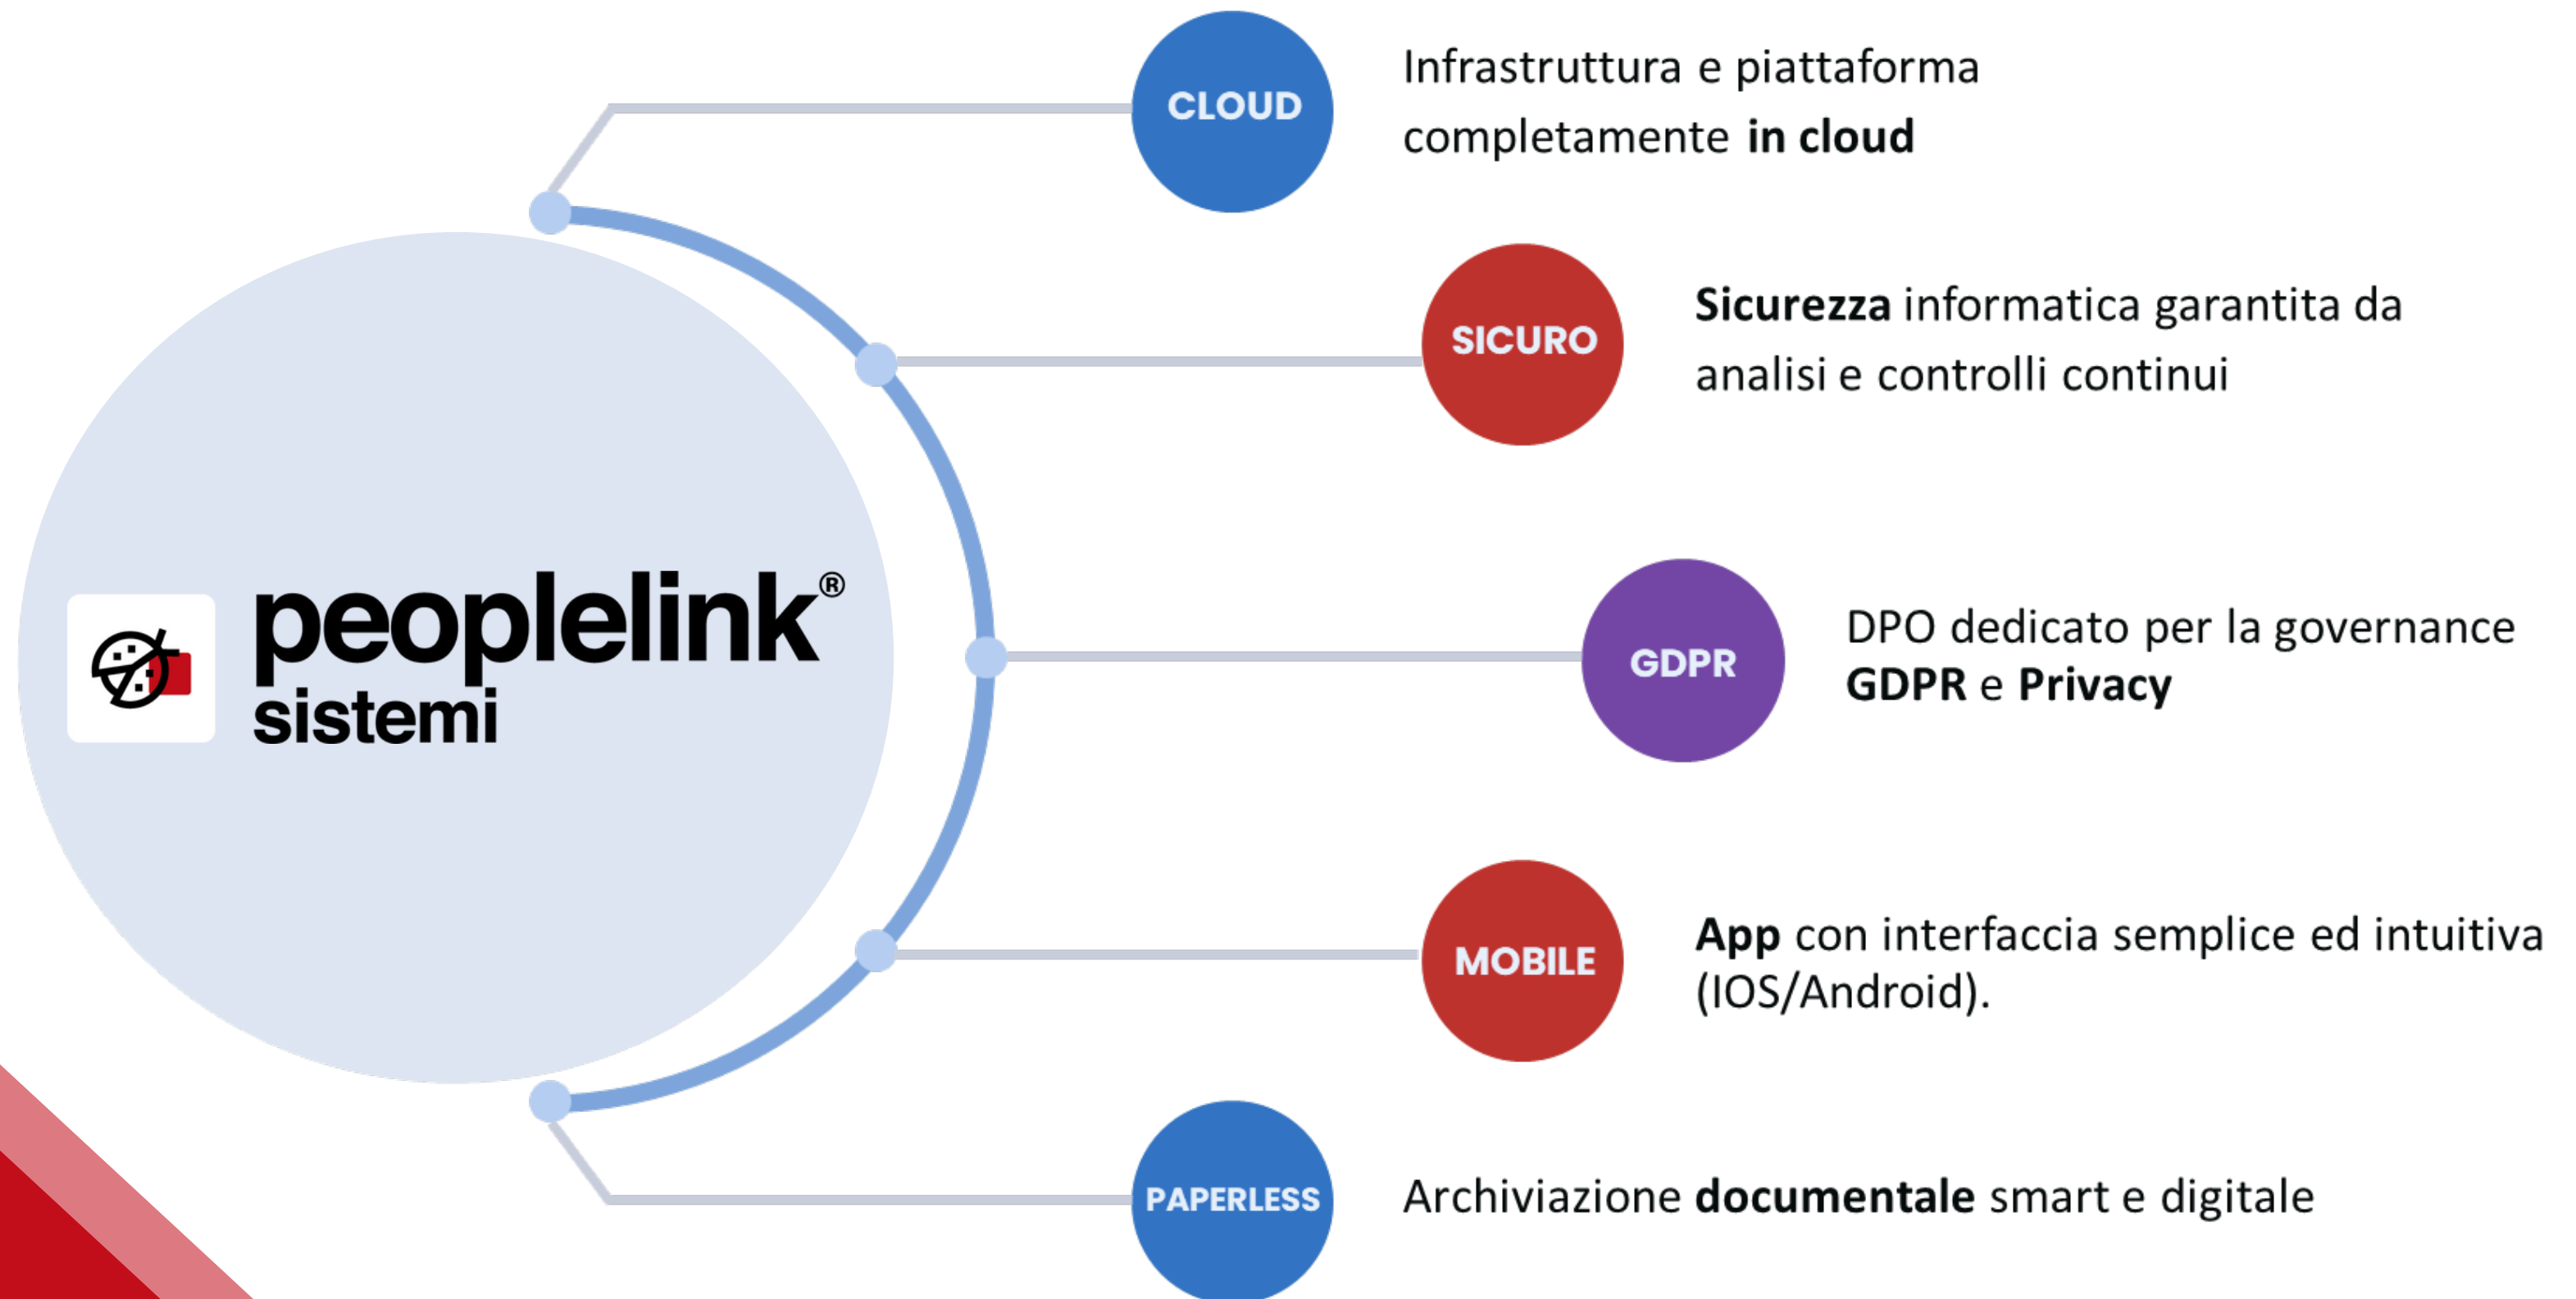 CLOUD
Infrastruttura e piattaforma
completamente in cloud
SICURO
Sicurezza informatica garantita da
analisi e controlli continui
peoplelink®
sistemi
GDPR
DPO dedicato per la governance
GDPR e Privacy
MOBILE
App con interfaccia semplice ed intuitiva
(IOS/Android).
PAPERLESS
Archiviazione documentale smart e digitale